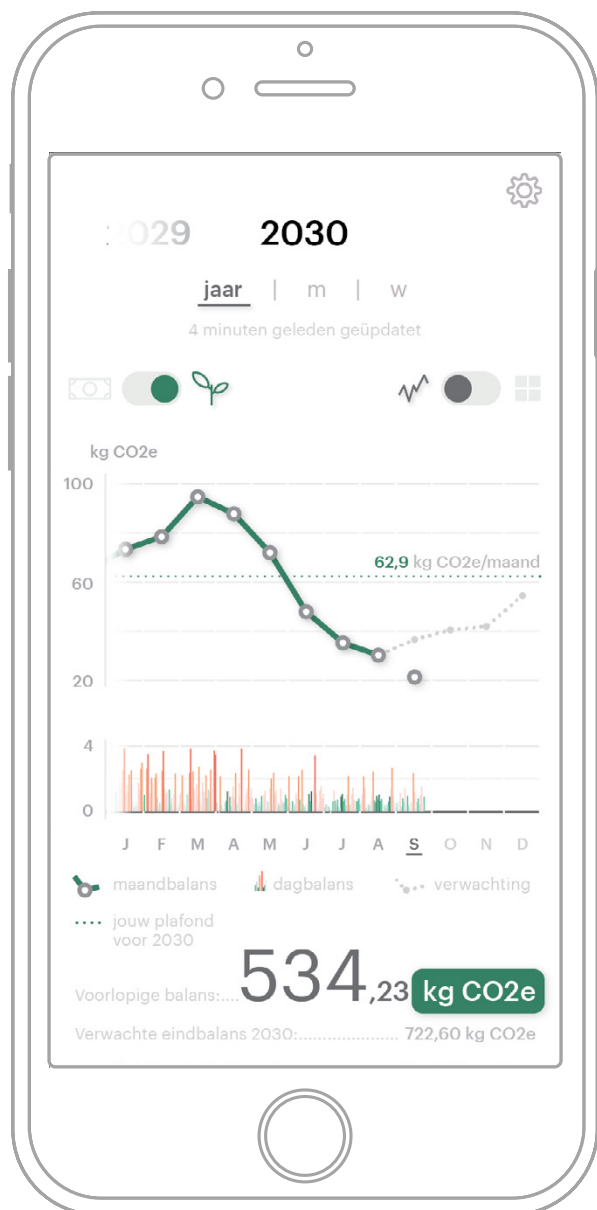 2029 2030
jaar | m | w
4 minuten geleden geüpdatet
kg CO2e
100
62,9 kg CO2e/maand
60
20
4
0
J F M A M J J A S O N D
maandbalans dagbalans verwachting
jouw plafond
voor 2030
Voorlopige balans:.... 534,23 kg CO2e
Verwachte eindbalans 2030:................... 722,60 kg CO2e